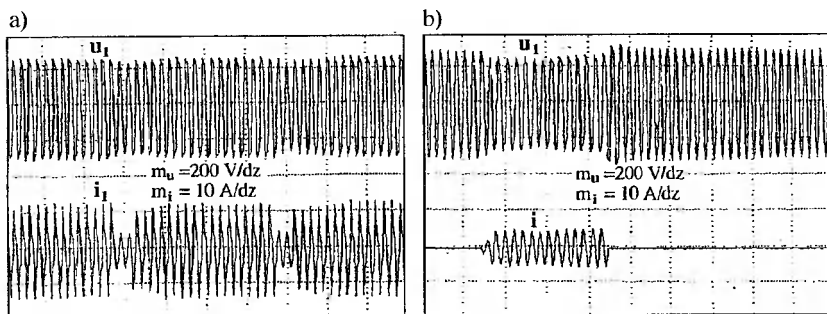 a)
u₁
mᵤ =200 V/dz
mᵢ = 10 A/dz
i₁
b)
u₁
mᵤ =200 V/dz
mᵢ = 10 A/dz
i